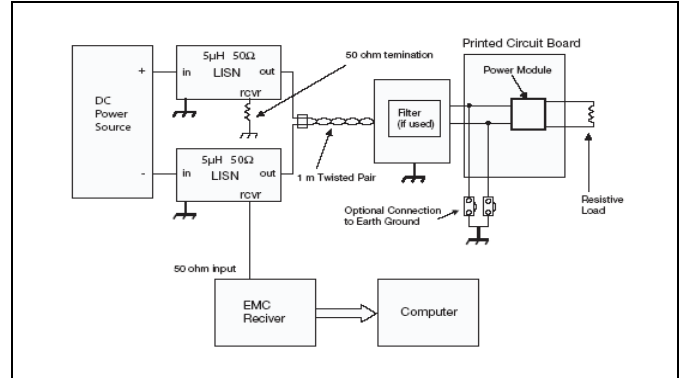 50 ohm temination
Printed Circuit Board
Power Module
5µH 50Ω
+ in LISN out
rcvr
DC
Power
Source
Filter
(if used)
5µH 50Ω
- in LISN out
rcvr
1 m Twisted Pair
Optional Connection
to Earth Ground
Resistive
Load
50 ohm input
EMC
Reciver
Computer